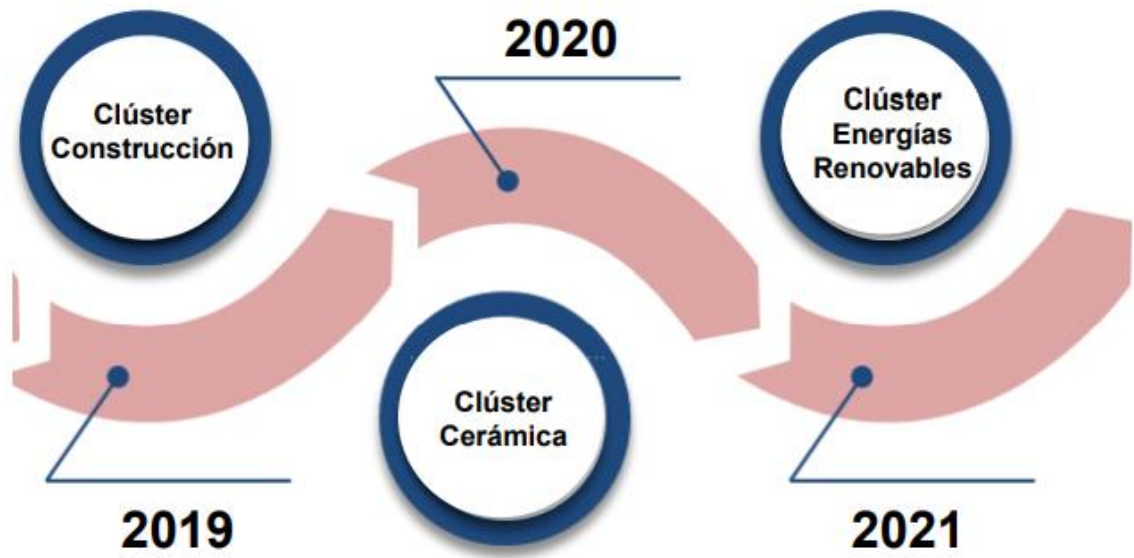 Clúster
Construcción
2019
2020
Clúster
Cerámica
Clúster
Energías
Renovables
2021